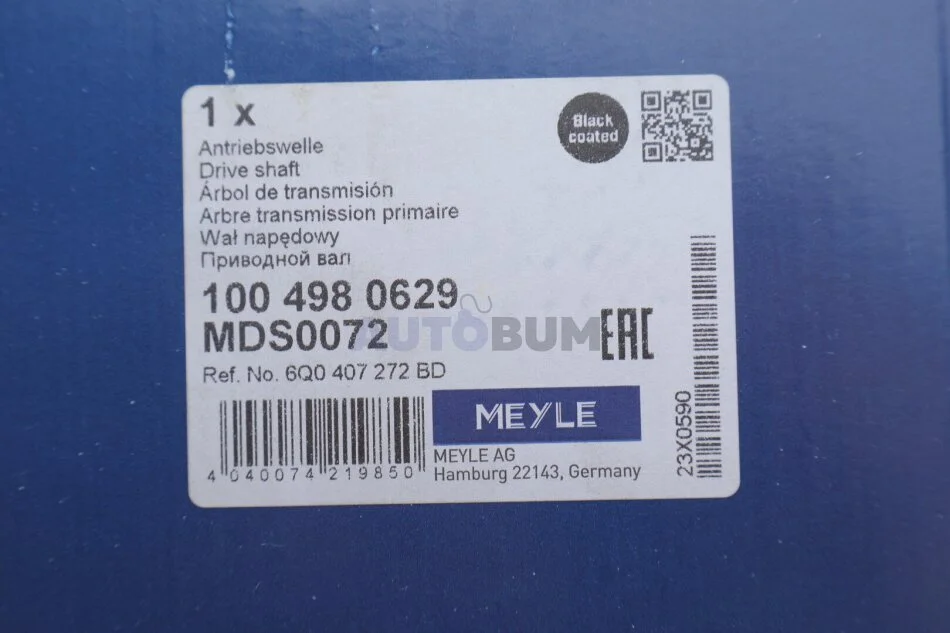 1 x
Black
coated
Antriebswelle
Drive shaft
Árbol de transmisión
Arbre transmission primaire
Wał napędowy
Приводной вал
100 498 0629
MDS0072
AUTOBUM
EAC
Ref. No. 6Q0 407 272 BD
MEYLE
MEYLE AG
Hamburg 22143, Germany
4 040074 219850
23X0590